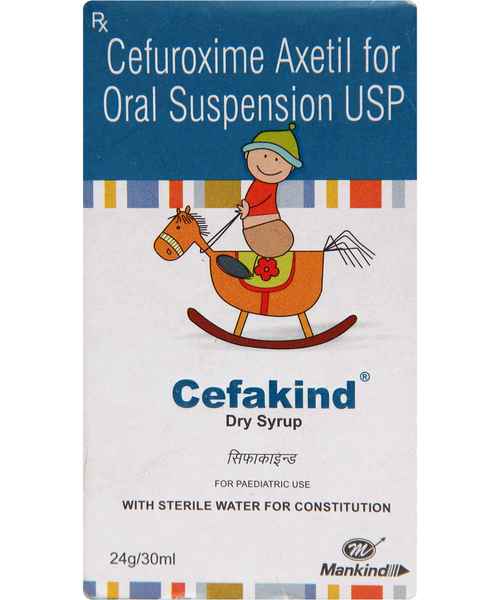 Rx
Cefuroxime Axetil for
Oral Suspension USP
Cefakind®
Dry Syrup
सिफाकाइन्ड
FOR PAEDIATRIC USE
WITH STERILE WATER FOR CONSTITUTION
24g/30ml
m
Mankind